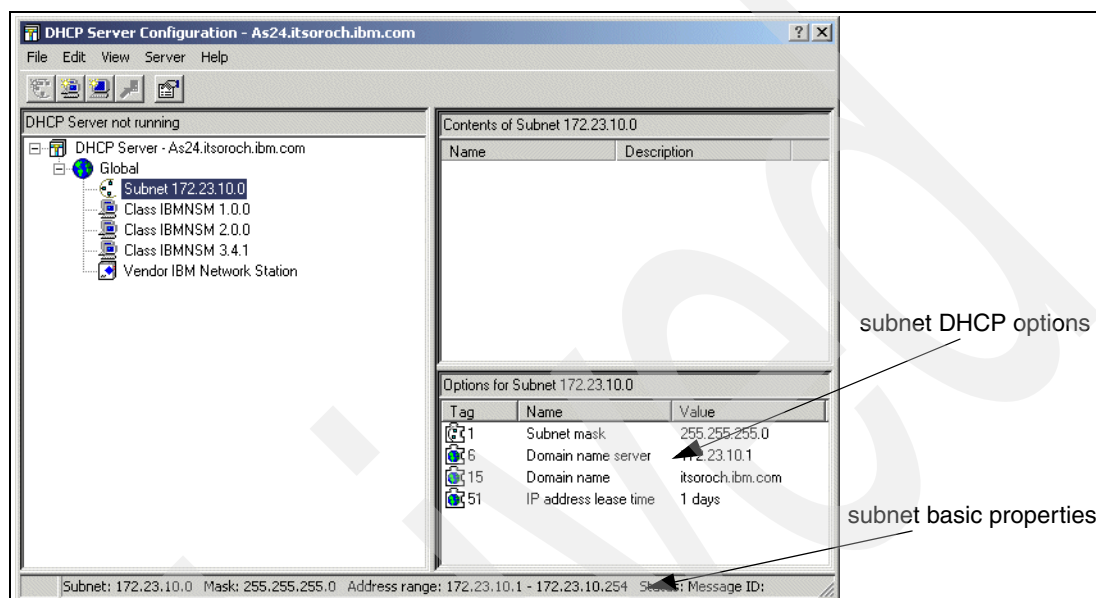 DHCP Server Configuration - As24.itsoroch.ibm.com
File Edit View Server Help
DHCP Server not running
DHCP Server - As24.itsoroch.ibm.com
Global
Subnet 172.23.10.0
Class IBMNSM 1.0.0
Class IBMNSM 2.0.0
Class IBMNSM 3.4.1
Vendor IBM Network Station
Contents of Subnet 172.23.10.0
Name Description
subnet DHCP options
Options for Subnet 172.23.10.0
Tag Name Value
1 Subnet mask 255.255.255.0
6 Domain name server 172.23.10.1
15 Domain name itsoroch.ibm.com
51 IP address lease time 1 days
subnet basic properties
Subnet: 172.23.10.0 Mask: 255.255.255.0 Address range: 172.23.10.1 - 172.23.10.254 Status: Message ID: